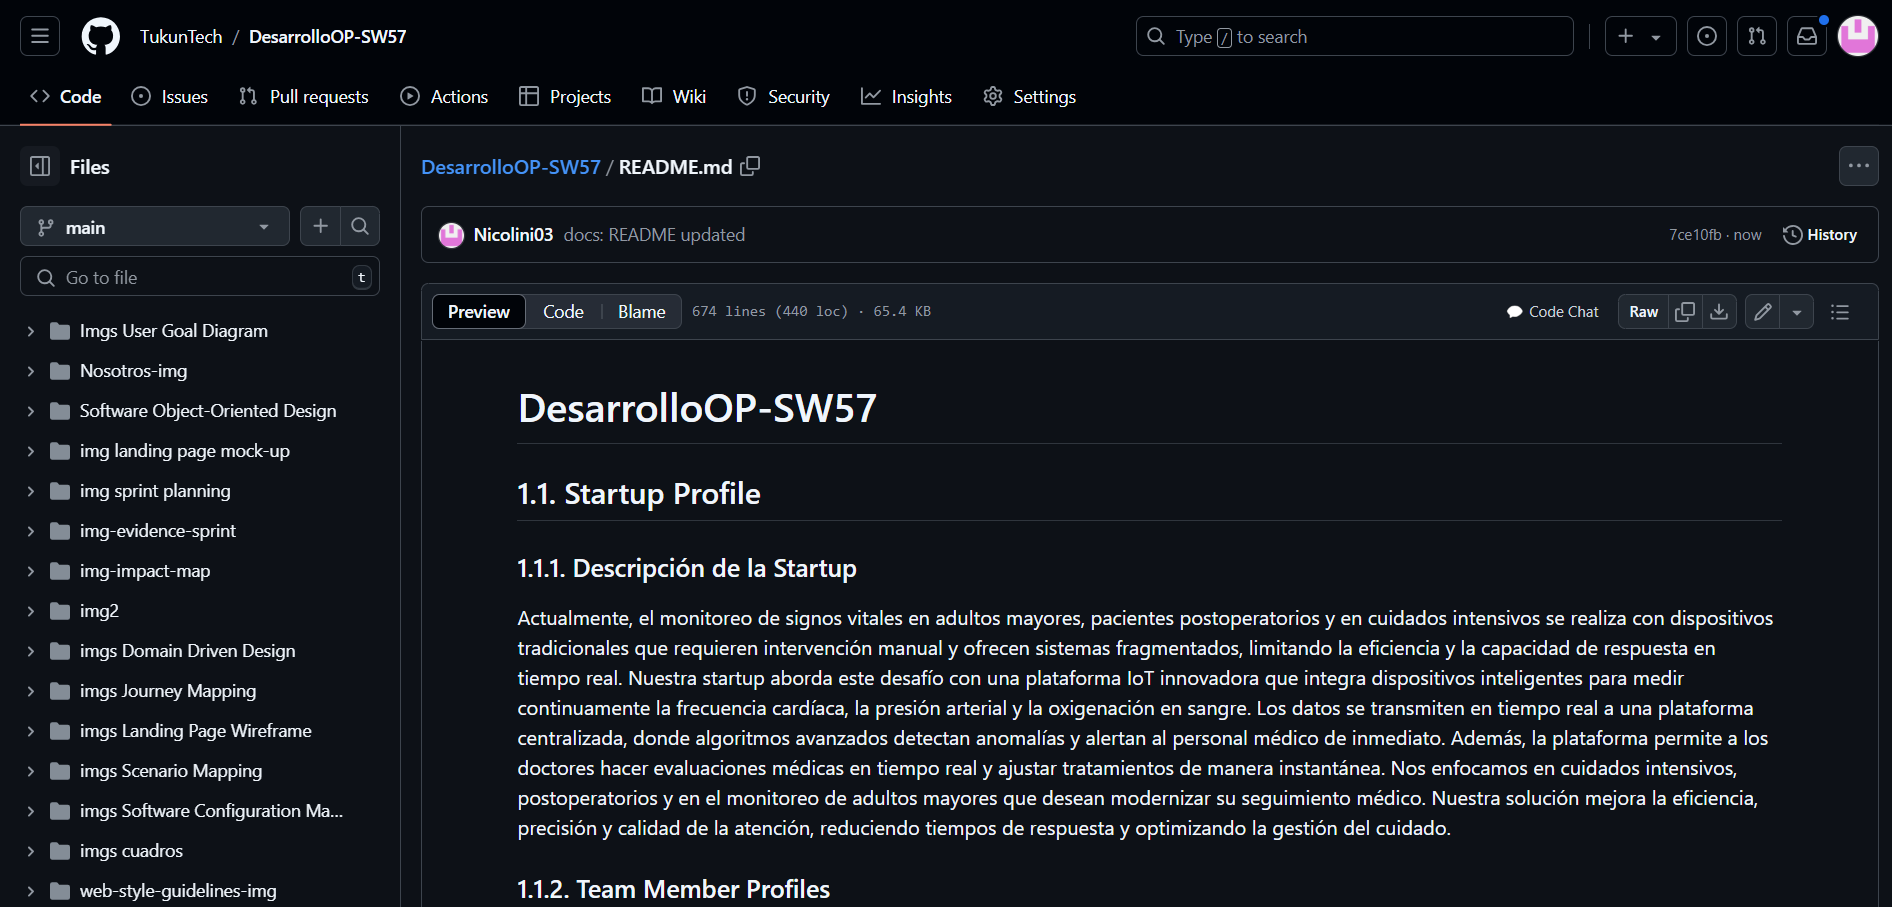 TukunTech / DesarrolloOP-SW57
Type / to search
Code
Issues
Pull requests
Actions
Projects
Wiki
Security
Insights
Settings
Files
main
Go to file
t
Imgs User Goal Diagram
Nosotros-img
Software Object-Oriented Design
img landing page mock-up
img sprint planning
img-evidence-sprint
img-impact-map
img2
imgs Domain Driven Design
imgs Journey Mapping
imgs Landing Page Wireframe
imgs Scenario Mapping
imgs Software Configuration Ma...
imgs cuadros
web-style-guidelines-img
DesarrolloOP-SW57 / README.md
Nicolini03 docs: README updated
7ce10fb · now
History
Preview
Code
Blame
674 lines (440 loc) · 65.4 KB
Code Chat
Raw
DesarrolloOP-SW57
1.1. Startup Profile
1.1.1. Descripción de la Startup
Actualmente, el monitoreo de signos vitales en adultos mayores, pacientes postoperatorios y en cuidados intensivos se realiza con dispositivos
tradicionales que requieren intervención manual y ofrecen sistemas fragmentados, limitando la eficiencia y la capacidad de respuesta en
tiempo real. Nuestra startup aborda este desafío con una plataforma IoT innovadora que integra dispositivos inteligentes para medir
continuamente la frecuencia cardíaca, la presión arterial y la oxigenación en sangre. Los datos se transmiten en tiempo real a una plataforma
centralizada, donde algoritmos avanzados detectan anomalías y alertan al personal médico de inmediato. Además, la plataforma permite a los
doctores hacer evaluaciones médicas en tiempo real y ajustar tratamientos de manera instantánea. Nos enfocamos en cuidados intensivos,
postoperatorios y en el monitoreo de adultos mayores que desean modernizar su seguimiento médico. Nuestra solución mejora la eficiencia,
precisión y calidad de la atención, reduciendo tiempos de respuesta y optimizando la gestión del cuidado.
1.1.2. Team Member Profiles